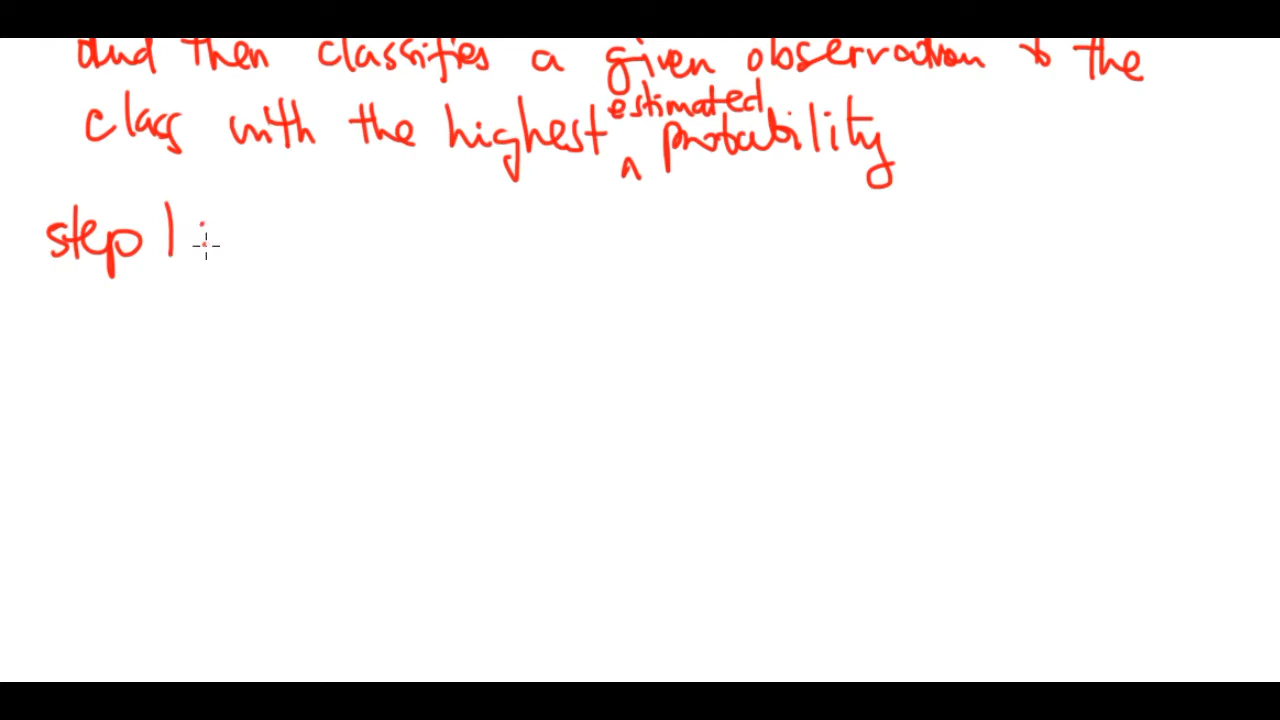 and then classifies a given observation to the
estimated
class with the highest ^ probability
step 1 :